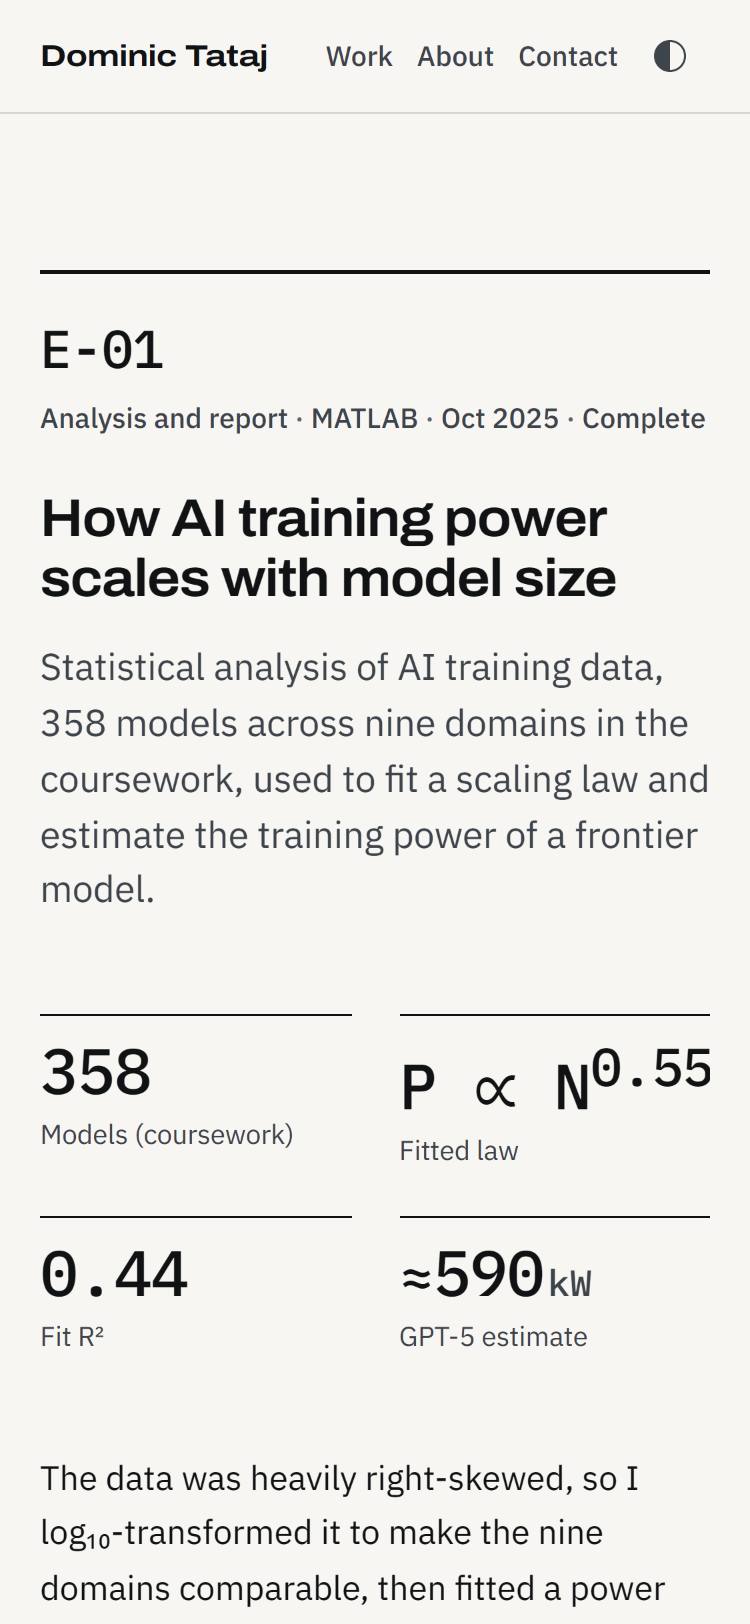 Dominic Tataj Work About Contact
E-01
Analysis and report · MATLAB · Oct 2025 · Complete
How AI training power
scales with model size
Statistical analysis of AI training data,
358 models across nine domains in the
coursework, used to fit a scaling law and
estimate the training power of a frontier
model.
358
Models (coursework)
P ∝ N⁰·⁵⁵
Fitted law
0.44
Fit R²
≈590kW
GPT-5 estimate
The data was heavily right-skewed, so I
log₁₀-transformed it to make the nine
domains comparable, then fitted a power